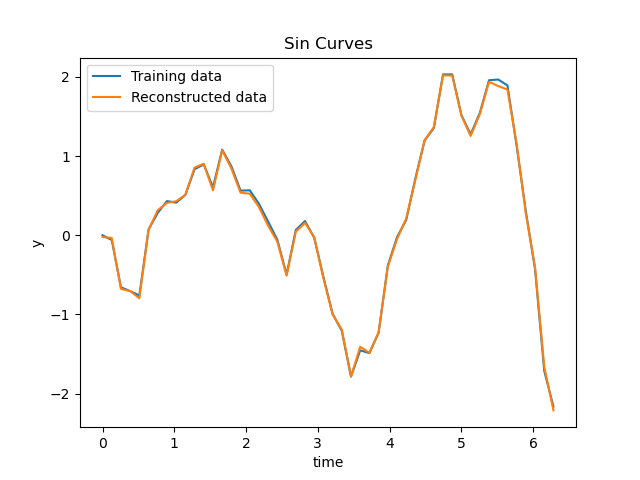 Sin Curves
Training data
Reconstructed data
2
1
0
−1
−2
y
0 1 2 3 4 5 6
time